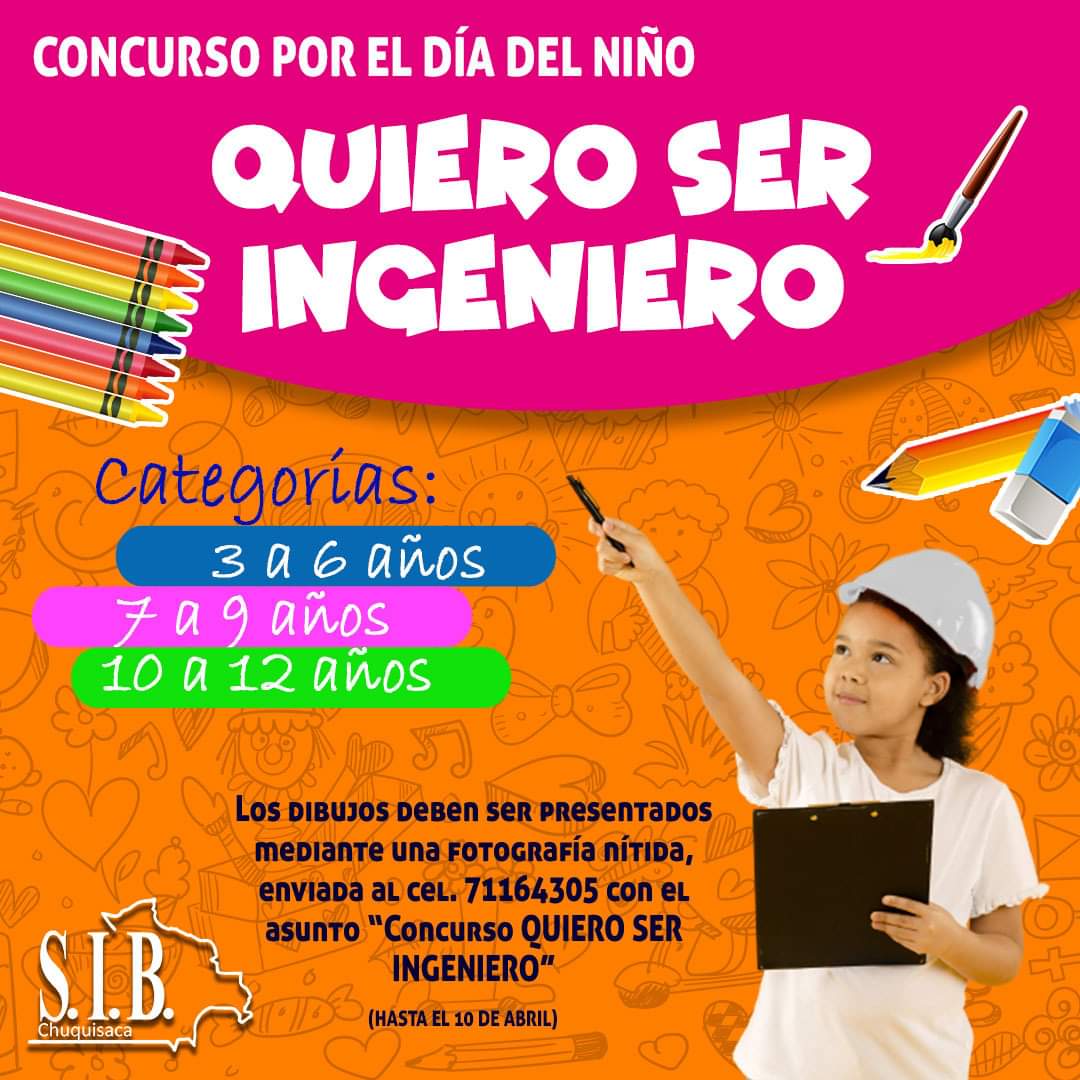 CONCURSO POR EL DÍA DEL NIÑO
QUIERO SER
INGENIERO
Categorías:
3 a 6 años
7 a 9 años
10 a 12 años
Los dibujos deben ser presentados
mediante una fotografía nítida,
enviada al cel. 71164305 con el
asunto “Concurso QUIERO SER
INGENIERO”
(HASTA EL 10 DE ABRIL)
S.I.B.
Chuquisaca